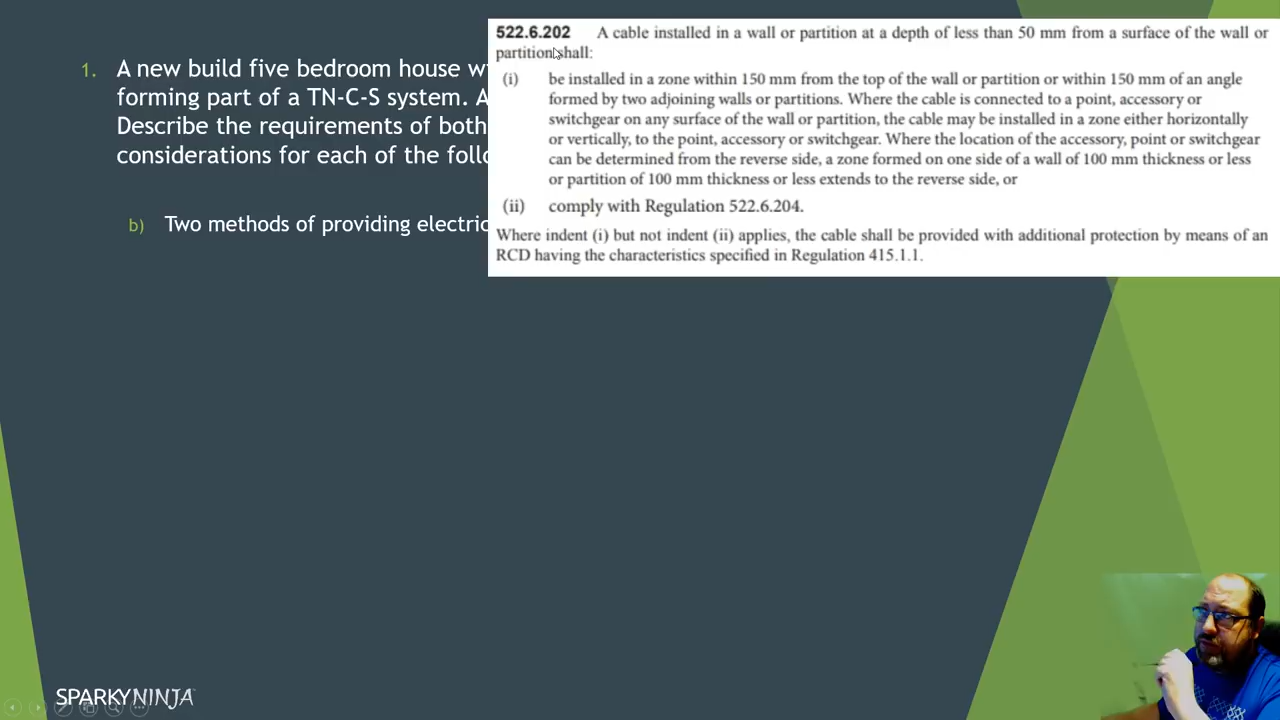 1. A new build five bedroom house w
forming part of a TN-C-S system. A
Describe the requirements of both
considerations for each of the follo
b) Two methods of providing electric
522.6.202 A cable installed in a wall or partition at a depth of less than 50 mm from a surface of the wall or
partition shall:
(i) be installed in a zone within 150 mm from the top of the wall or partition or within 150 mm of an angle
formed by two adjoining walls or partitions. Where the cable is connected to a point, accessory or
switchgear on any surface of the wall or partition, the cable may be installed in a zone either horizontally
or vertically, to the point, accessory or switchgear. Where the location of the accessory, point or switchgear
can be determined from the reverse side, a zone formed on one side of a wall of 100 mm thickness or less
or partition of 100 mm thickness or less extends to the reverse side, or
(ii) comply with Regulation 522.6.204.
Where indent (i) but not indent (ii) applies, the cable shall be provided with additional protection by means of an
RCD having the characteristics specified in Regulation 415.1.1.
SPARKYNINJA